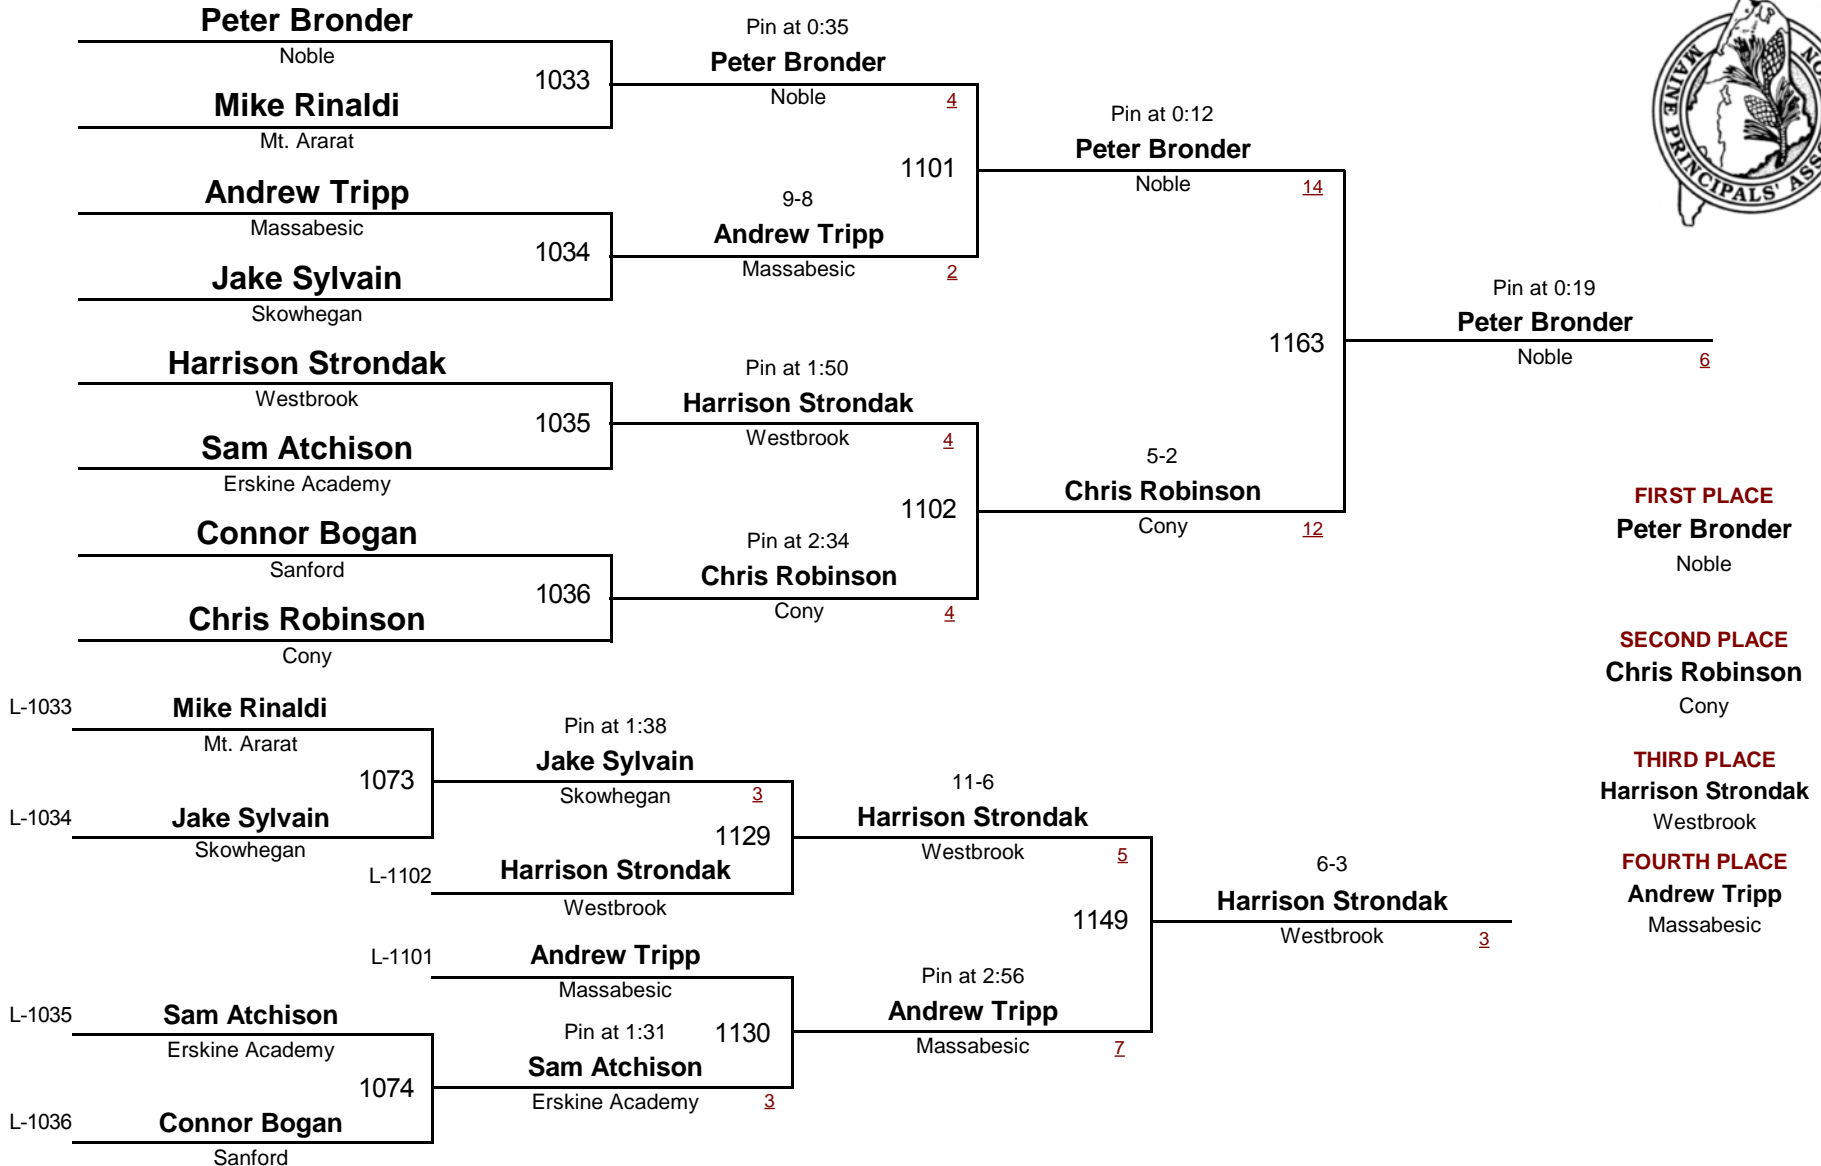 Peter Bronder
Noble
1033
Mike Rinaldi
Mt. Ararat
Pin at 0:35
Peter Bronder
Noble
4
Andrew Tripp
Massabesic
1034
Jake Sylvain
Skowhegan
9-8
Andrew Tripp
Massabesic
2
1101
Pin at 0:12
Peter Bronder
Noble
14
Harrison Strondak
Westbrook
1035
Sam Atchison
Erskine Academy
Pin at 1:50
Harrison Strondak
Westbrook
4
Connor Bogan
Sanford
1036
Chris Robinson
Cony
Pin at 2:34
Chris Robinson
Cony
4
1102
5-2
Chris Robinson
Cony
12
1163
Pin at 0:19
Peter Bronder
Noble
6
MAINE PRINCIPALS' ASS
ON
FIRST PLACE
Peter Bronder
Noble
SECOND PLACE
Chris Robinson
Cony
THIRD PLACE
Harrison Strondak
Westbrook
FOURTH PLACE
Andrew Tripp
Massabesic
L-1033
Mike Rinaldi
Mt. Ararat
1073
L-1034
Jake Sylvain
Skowhegan
Pin at 1:38
Jake Sylvain
Skowhegan
3
1129
L-1102
Harrison Strondak
Westbrook
11-6
Harrison Strondak
Westbrook
5
L-1101
Andrew Tripp
Massabesic
1130
L-1035
Sam Atchison
Erskine Academy
1074
L-1036
Connor Bogan
Sanford
Pin at 1:31
Sam Atchison
Erskine Academy
3
Pin at 2:56
Andrew Tripp
Massabesic
7
1149
6-3
Harrison Strondak
Westbrook
3